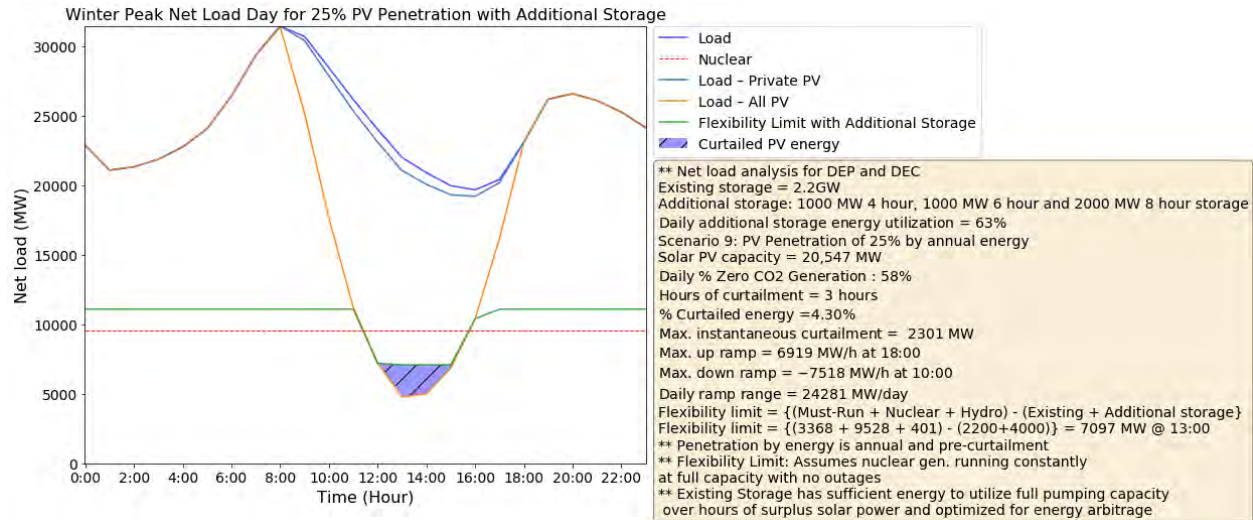 Winter Peak Net Load Day for 25% PV Penetration with Additional Storage
Net load (MW)
30000
25000
20000
15000
10000
5000
0
0:00 2:00 4:00 6:00 8:00 10:00 12:00 14:00 16:00 18:00 20:00 22:00
Time (Hour)
Load
Nuclear
Load – Private PV
Load – All PV
Flexibility Limit with Additional Storage
Curtailed PV energy
** Net load analysis for DEP and DEC
Existing storage = 2.2GW
Additional storage: 1000 MW 4 hour, 1000 MW 6 hour and 2000 MW 8 hour storage
Daily additional storage energy utilization = 63%
Scenario 9: PV Penetration of 25% by annual energy
Solar PV capacity = 20,547 MW
Daily % Zero CO2 Generation : 58%
Hours of curtailment = 3 hours
% Curtailed energy =4.30%
Max. instantaneous curtailment =  2301 MW
Max. up ramp = 6919 MW/h at 18:00
Max. down ramp = −7518 MW/h at 10:00
Daily ramp range = 24281 MW/day
Flexibility limit = {(Must-Run + Nuclear + Hydro) - (Existing + Additional storage}
Flexibility limit = {(3368 + 9528 + 401) - (2200+4000)} = 7097 MW @ 13:00
** Penetration by energy is annual and pre-curtailment
** Flexibility Limit: Assumes nuclear gen. running constantly
at full capacity with no outages
** Existing Storage has sufficient energy to utilize full pumping capacity
over hours of surplus solar power and optimized for energy arbitrage